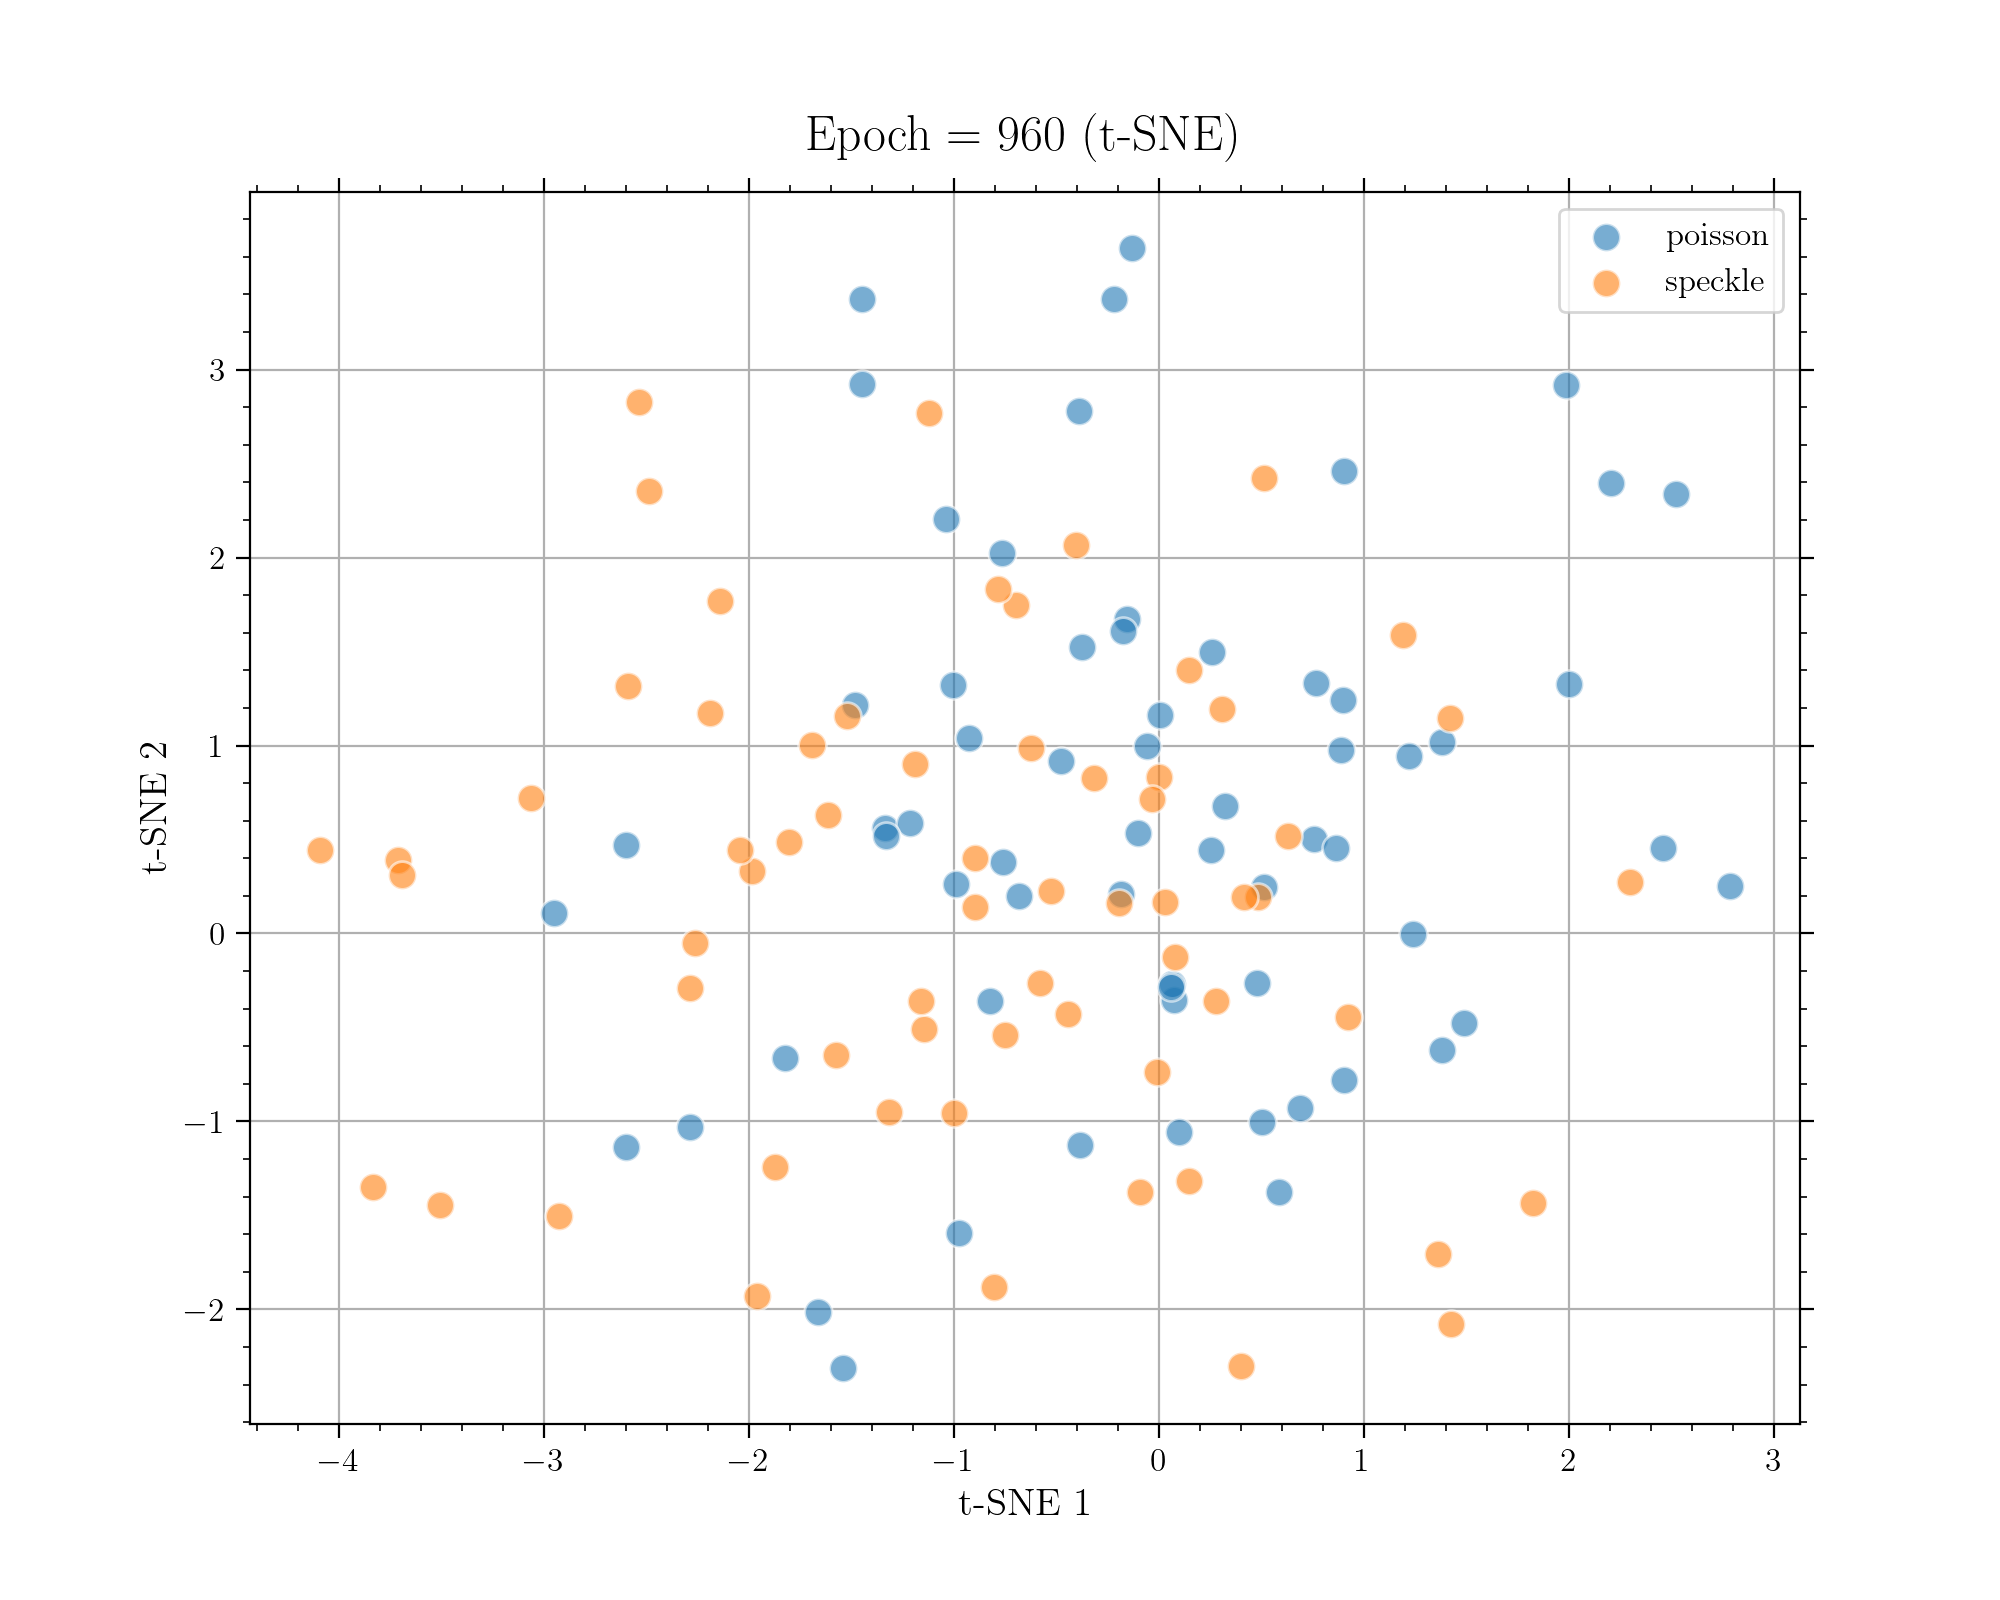 Epoch = 960 (t-SNE)
poisson
speckle
t-SNE 2
3
2
1
0
−1
−2
−4 −3 −2 −1 0 1 2 3
t-SNE 1